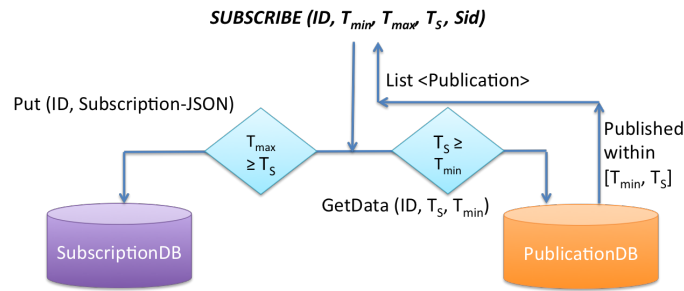 SUBSCRIBE (ID, Tmin, Tmax, TS, Sid)
List <Publication>
Put (ID, Subscription-JSON)
Tmax
≥ TS
TS ≥
Tmin
Published
within
[Tmin, TS]
GetData (ID, TS, Tmin)
SubscriptionDB
PublicationDB